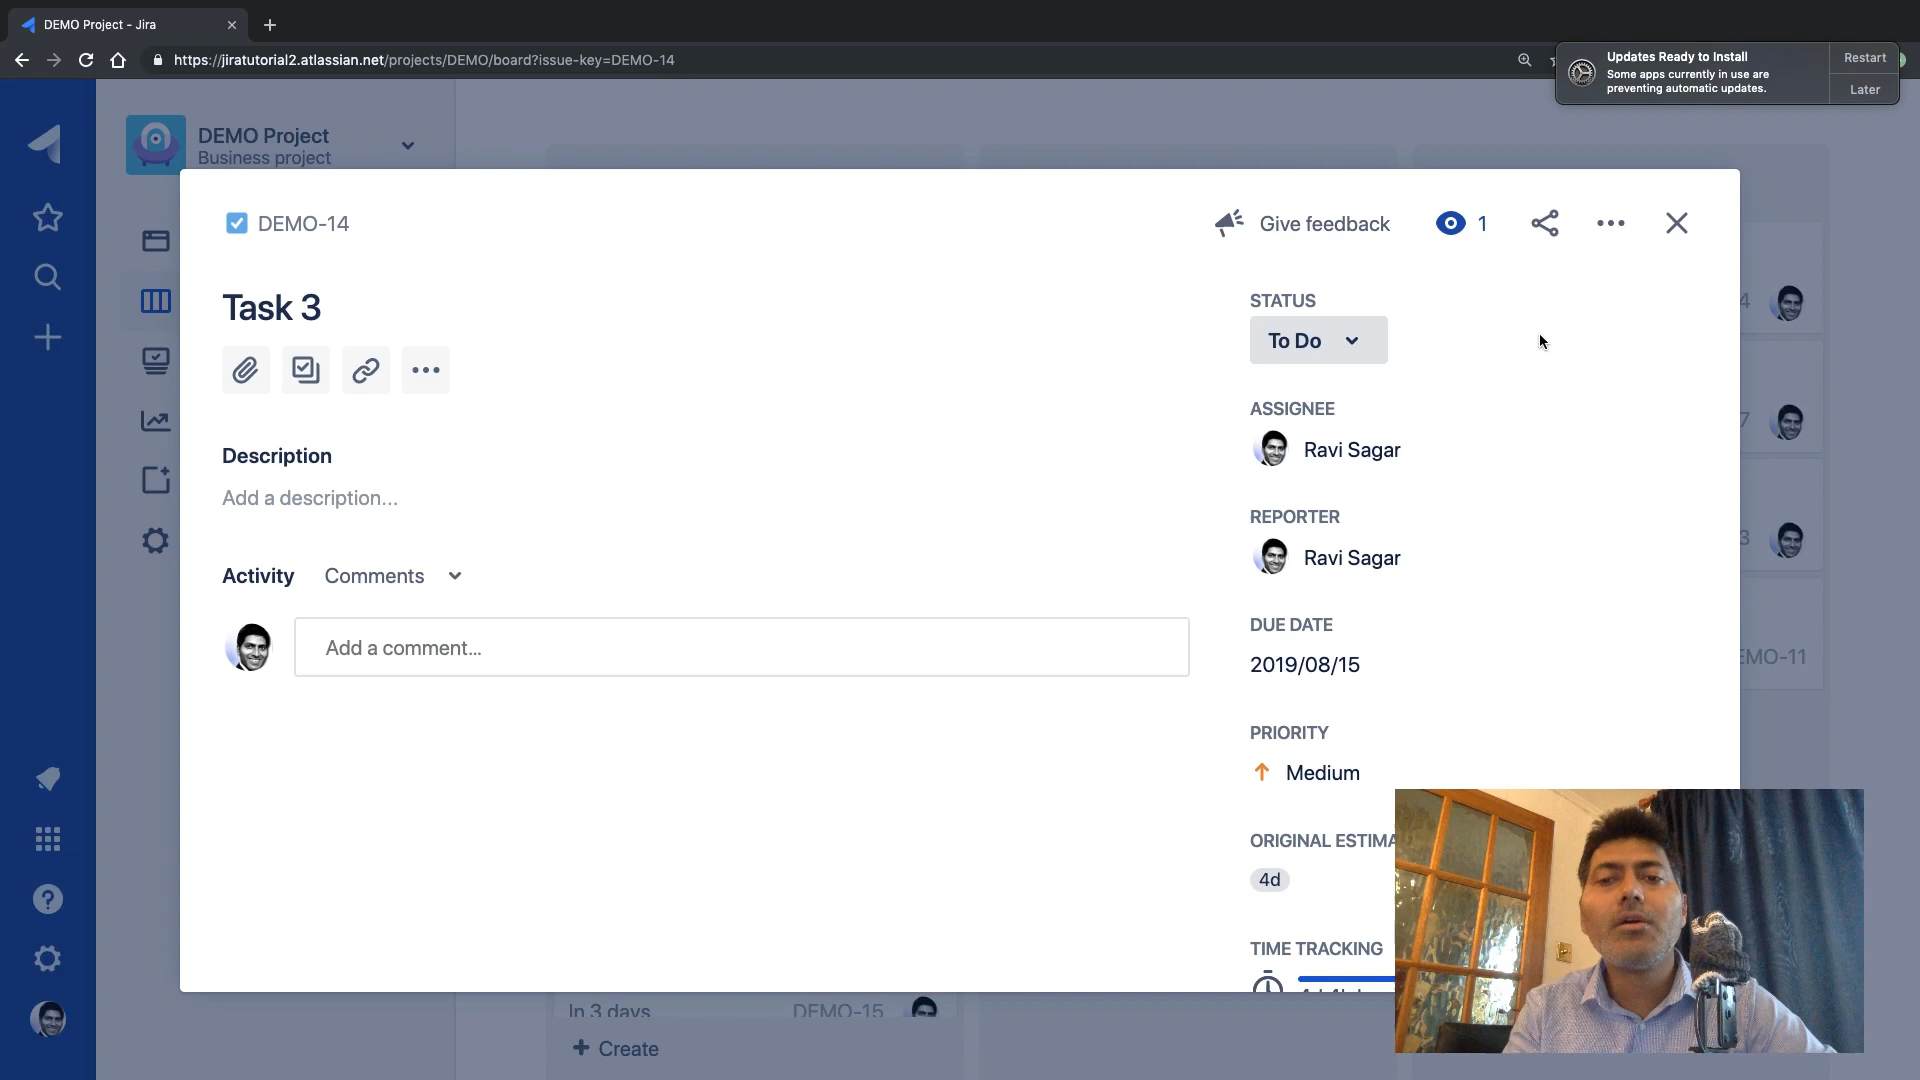 DEMO Project - Jira
https://jiratutorial2.atlassian.net/projects/DEMO/board?issue-key=DEMO-14
Updates Ready to Install
Some apps currently in use are
preventing automatic updates.
Restart
Later
DEMO Project
Business project
DEMO-14
Give feedback
1
Task 3
Description
Add a description...
Activity Comments
Add a comment...
STATUS
To Do
ASSIGNEE
Ravi Sagar
REPORTER
Ravi Sagar
DUE DATE
2019/08/15
PRIORITY
Medium
ORIGINAL ESTIMA
4d
TIME TRACKING
4
7
3
EMO-11
In 3 days DEMO-15
Create